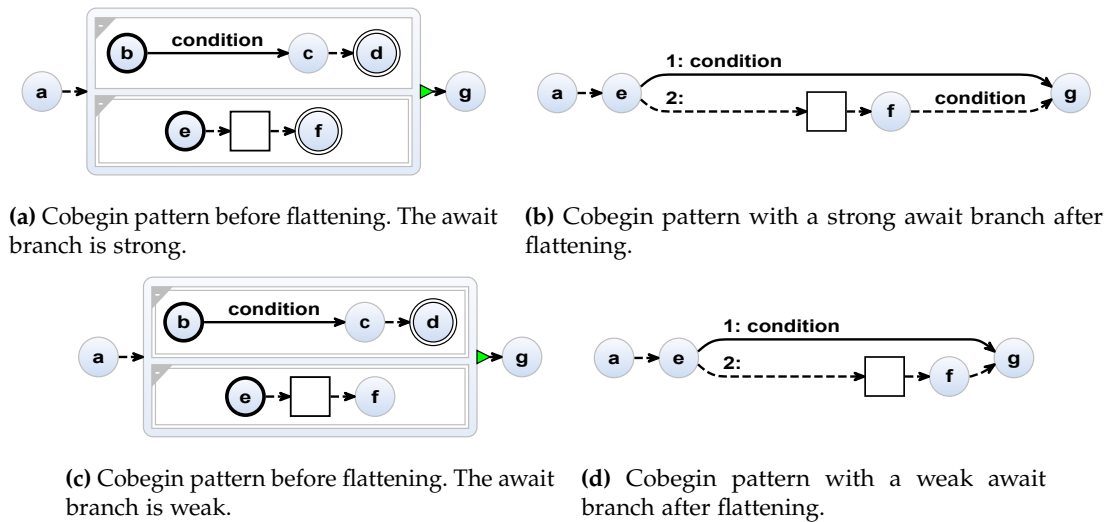 condition
b
c
d
a
e
f
g
1: condition
a
e
2:
f
condition
g
(a) Cobegin pattern before flattening. The await
branch is strong.
(b) Cobegin pattern with a strong await branch after
flattening.
condition
b
c
d
a
e
f
g
1: condition
a
e
2:
f
g
(c) Cobegin pattern before flattening. The await
branch is weak.
(d) Cobegin pattern with a weak await
branch after flattening.